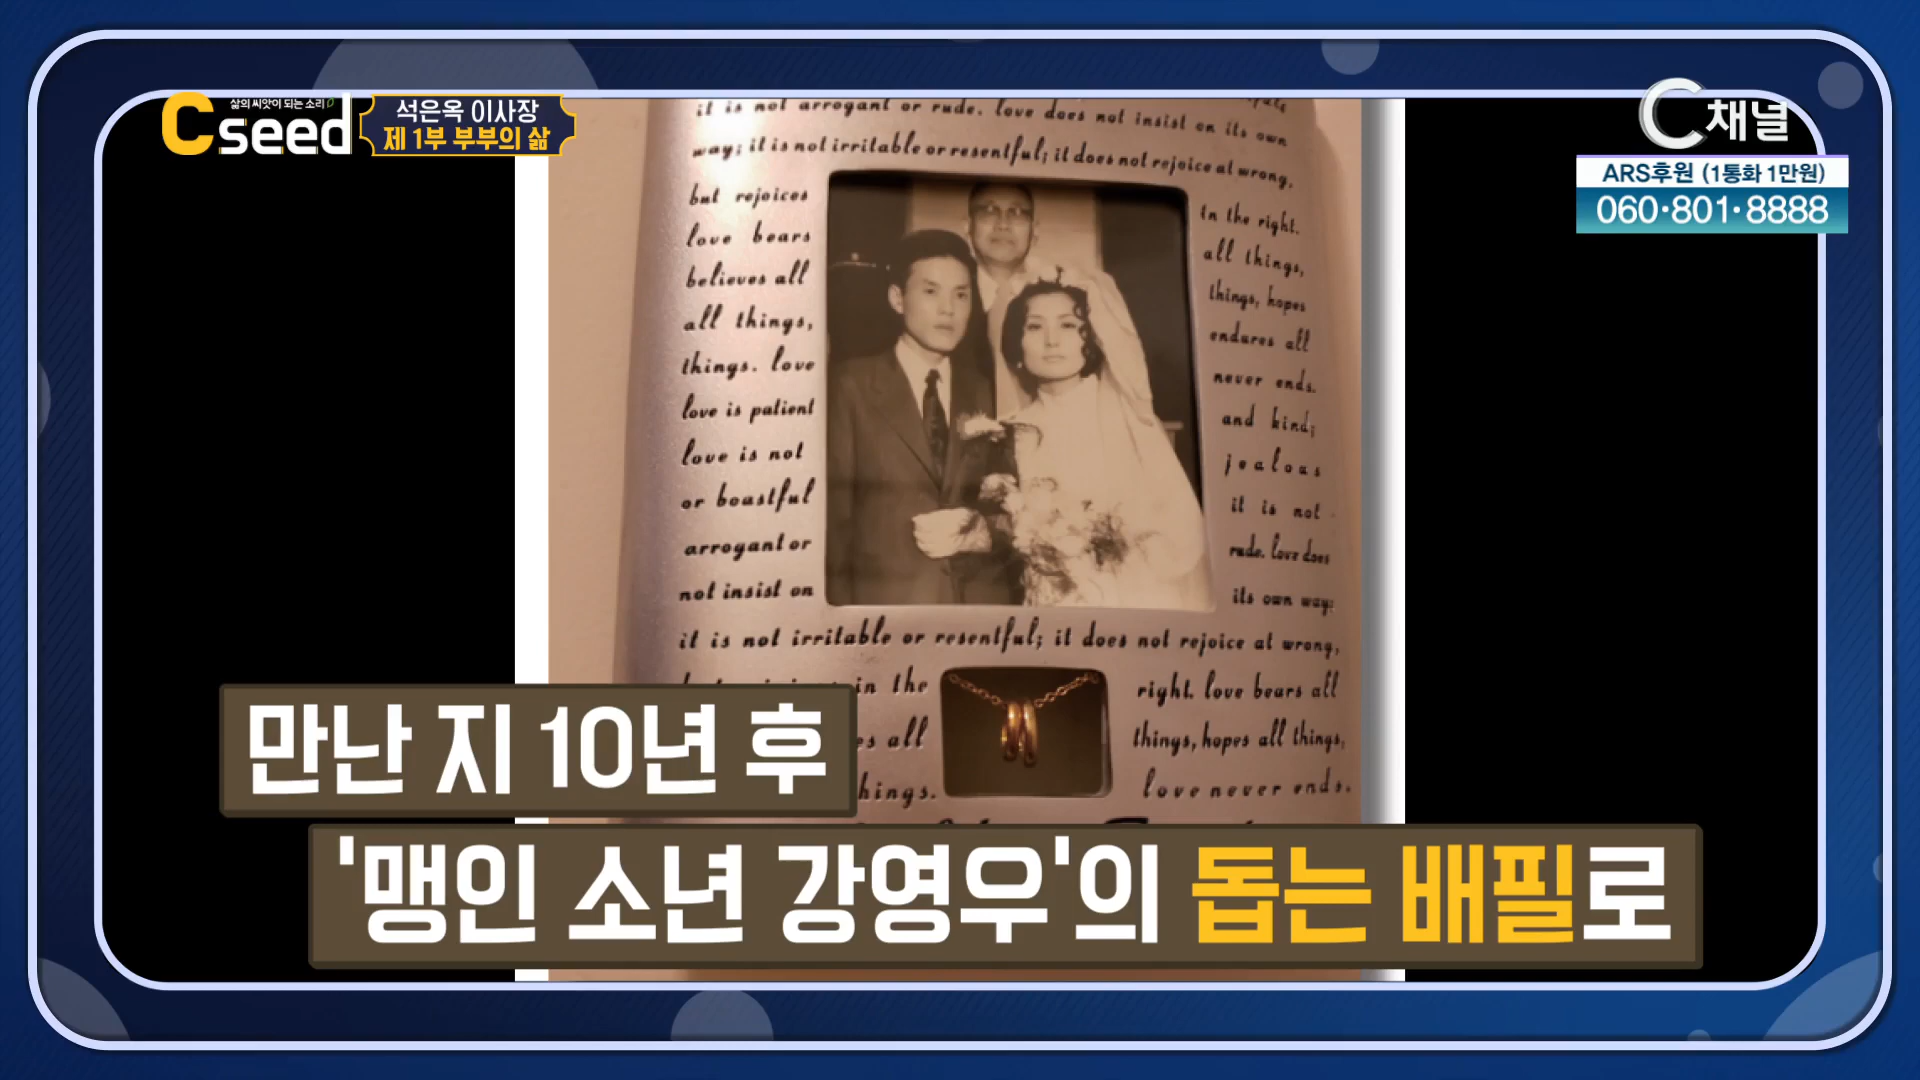 삶의 씨앗이 되는 소리
Cseed
석은옥 이사장
제 1부 부부의 삶
C채널
ARS후원 (1통화 1만원)
060·801·8888
it is not arrogant or rude. love does not insist on its own
way; it is not irritable or resentful; it does not rejoice at wrong,
but rejoices in the right.
love bears all things,
believes all things, hopes
all things, endures all
things. love never ends.
love is patient and kind;
love is not jealous
or boastful it is not
arrogant or rude. love does
not insist on its own way;
it is not irritable or resentful; it does not rejoice at wrong,
in the right. love bears all
all things, hopes all things,
love never ends.
만난 지 10년 후
'맹인 소년 강영우'의 돕는 배필로